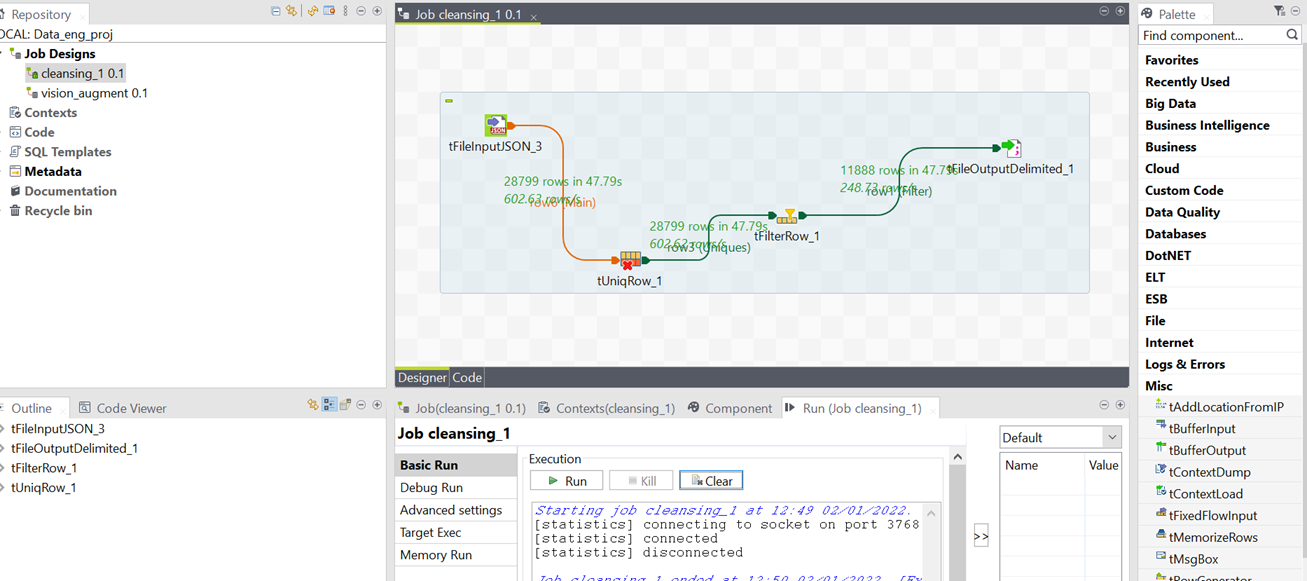 Repository
OCAL: Data_eng_proj
Job Designs
cleansing_1 0.1
vision_augment 0.1
Contexts
Code
SQL Templates
Metadata
Documentation
Recycle bin
Job cleansing_1 0.1
tFileInputJSON_3
28799 rows in 47.79s
602.63 rows/s
row6 (Main)
tUniqRow_1
28799 rows in 47.79s
602.62 rows/s
row3 (Uniques)
tFilterRow_1
11888 rows in 47.79s
248.73 rows/s
row1 (Filter)
tFileOutputDelimited_1
Designer
Code
Palette
Find component...
Favorites
Recently Used
Big Data
Business Intelligence
Business
Cloud
Custom Code
Data Quality
Databases
DotNET
ELT
ESB
File
Internet
Logs & Errors
Misc
tAddLocationFromIP
tBufferInput
tBufferOutput
tContextDump
tContextLoad
tFixedFlowInput
tMemorizeRows
tMsgBox
tRowGenerator
Outline
Code Viewer
tFileInputJSON_3
tFileOutputDelimited_1
tFilterRow_1
tUniqRow_1
Job(cleansing_1 0.1)
Contexts(cleansing_1)
Component
Run (Job cleansing_1)
Job cleansing_1
Basic Run
Debug Run
Advanced settings
Target Exec
Memory Run
Execution
Run
Kill
Clear
Starting job cleansing_1 at 12:49 02/01/2022.
[statistics] connecting to socket on port 3768
[statistics] connected
[statistics] disconnected
Job cleansing_1 ended at 12:50 02/01/2022.
>>
Default
Name
Value